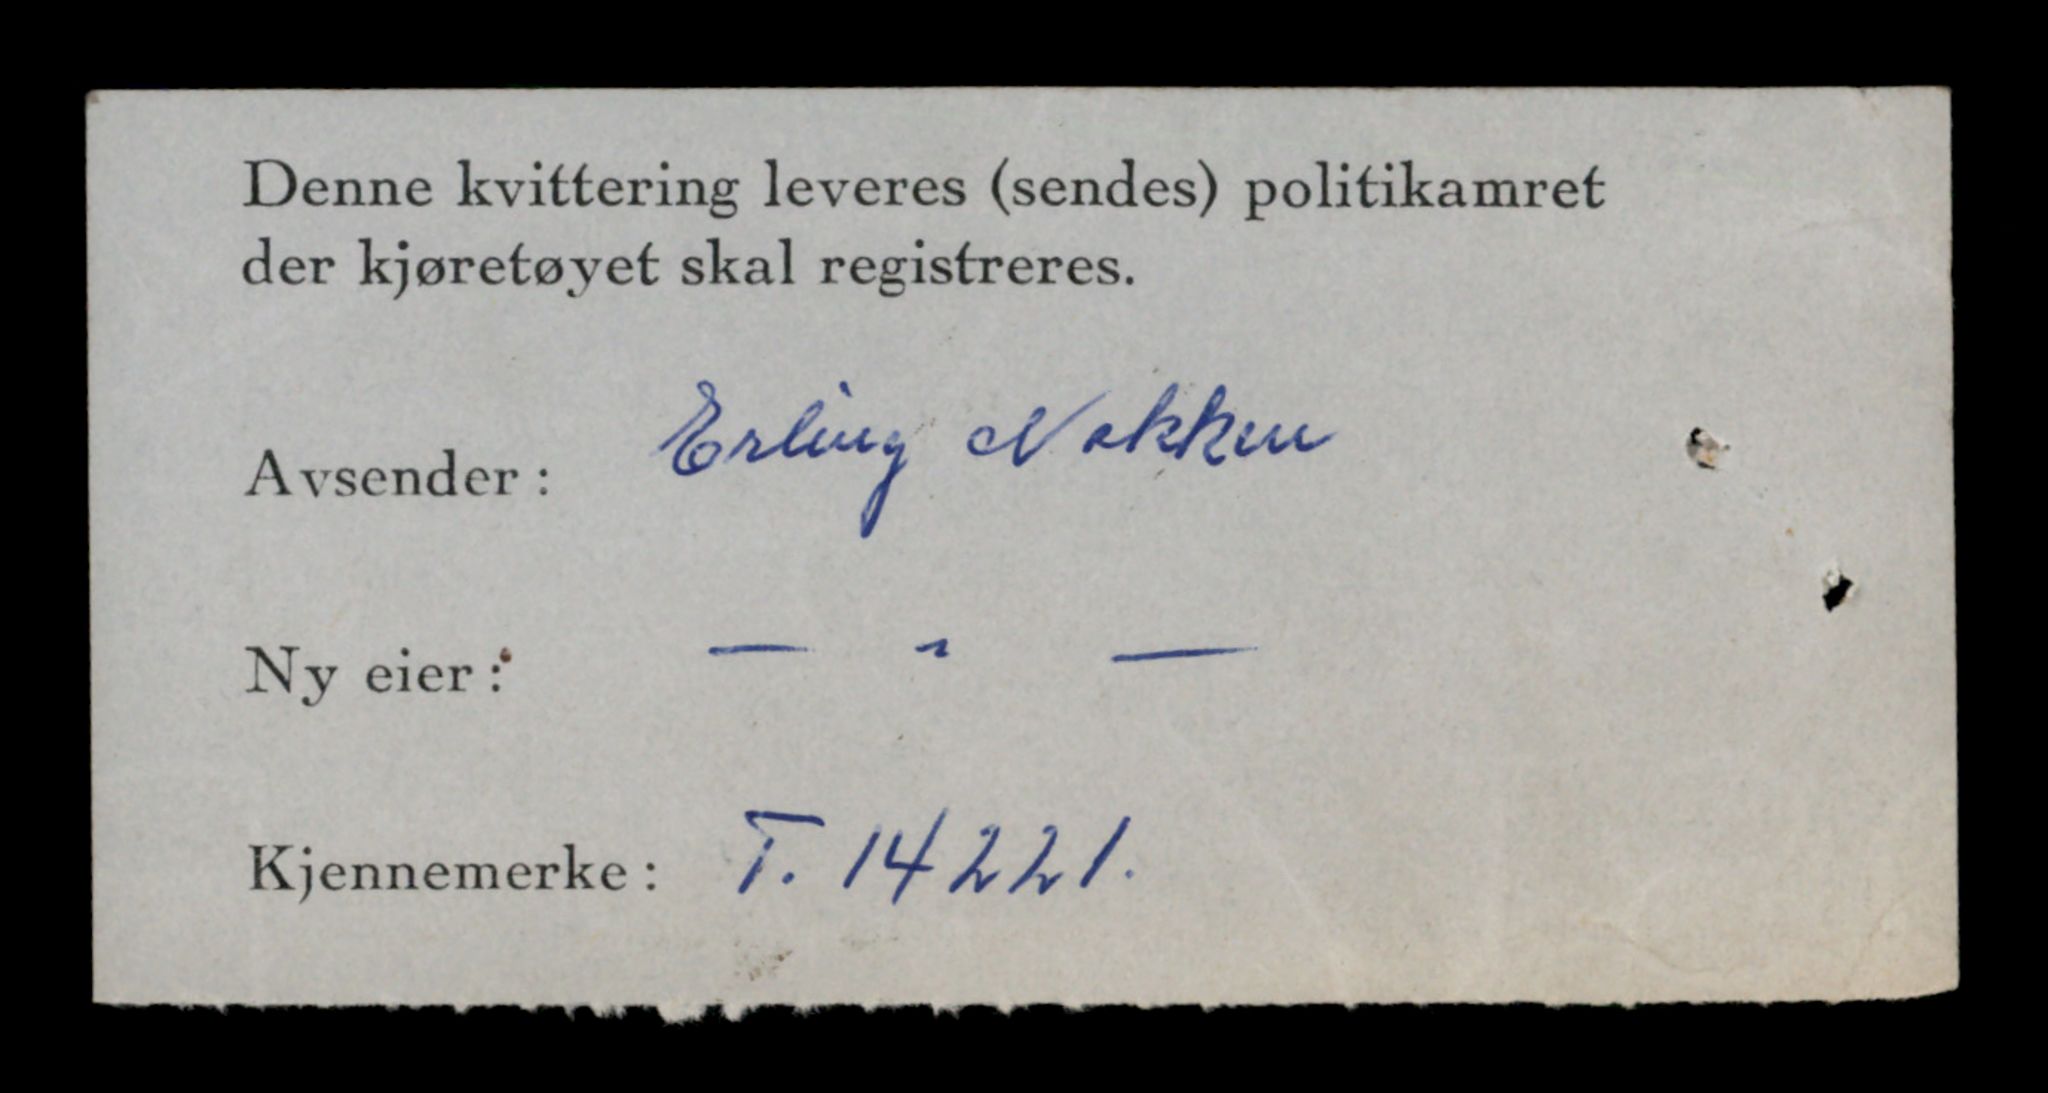 Denne kvittering leveres (sendes) politikamret
der kjøretøyet skal registreres.
Avsender: Erling Nakken
Ny eier: — " —
Kjennemerke: T. 14221.